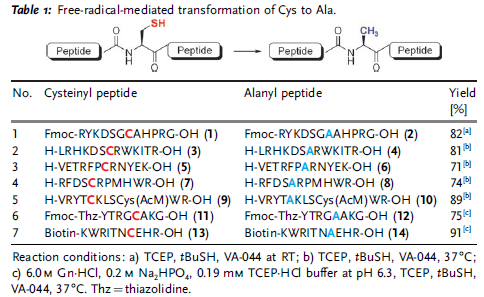 Table 1: Free-radical-mediated transformation of Cys to Ala.
SH
CH3
O
O
Peptide
N
H
Peptide
Peptide
N
H
Peptide
O
O
No. Cysteinyl peptide Alanyl peptide Yield
[%]
1 Fmoc-RYKDSGCAHPRG-OH (1) Fmoc-RYKDSGAAHPRG-OH (2) 82[a]
2 H-LRHKDSCRWKITR-OH (3) H-LRHKDSARWKITR-OH (4) 81[b]
3 H-VETRFPCRNYEK-OH (5) H-VETRFPARNYEK-OH (6) 71[b]
4 H-RFDSCRPMHWR-OH (7) H-RFDSARPMHWR-OH (8) 74[b]
5 H-VRYTCKLSCys(AcM)WR-OH (9) H-VRYTAKLSCys(AcM)WR-OH (10) 89[b]
6 Fmoc-Thz-YTRGCAKG-OH (11) Fmoc-Thz-YTRGAAKG-OH (12) 75[c]
7 Biotin-KWRITNCEHR-OH (13) Biotin-KWRITNAEHR-OH (14) 91[c]
Reaction conditions: a) TCEP, tBuSH, VA-044 at RT; b) TCEP, tBuSH, VA-044, 37°C;
c) 6.0 M Gn·HCl, 0.2 M Na2HPO4, 0.19 mM TCEP·HCl buffer at pH 6.3, TCEP, tBuSH,
VA-044, 37°C. Thz=thiazolidine.